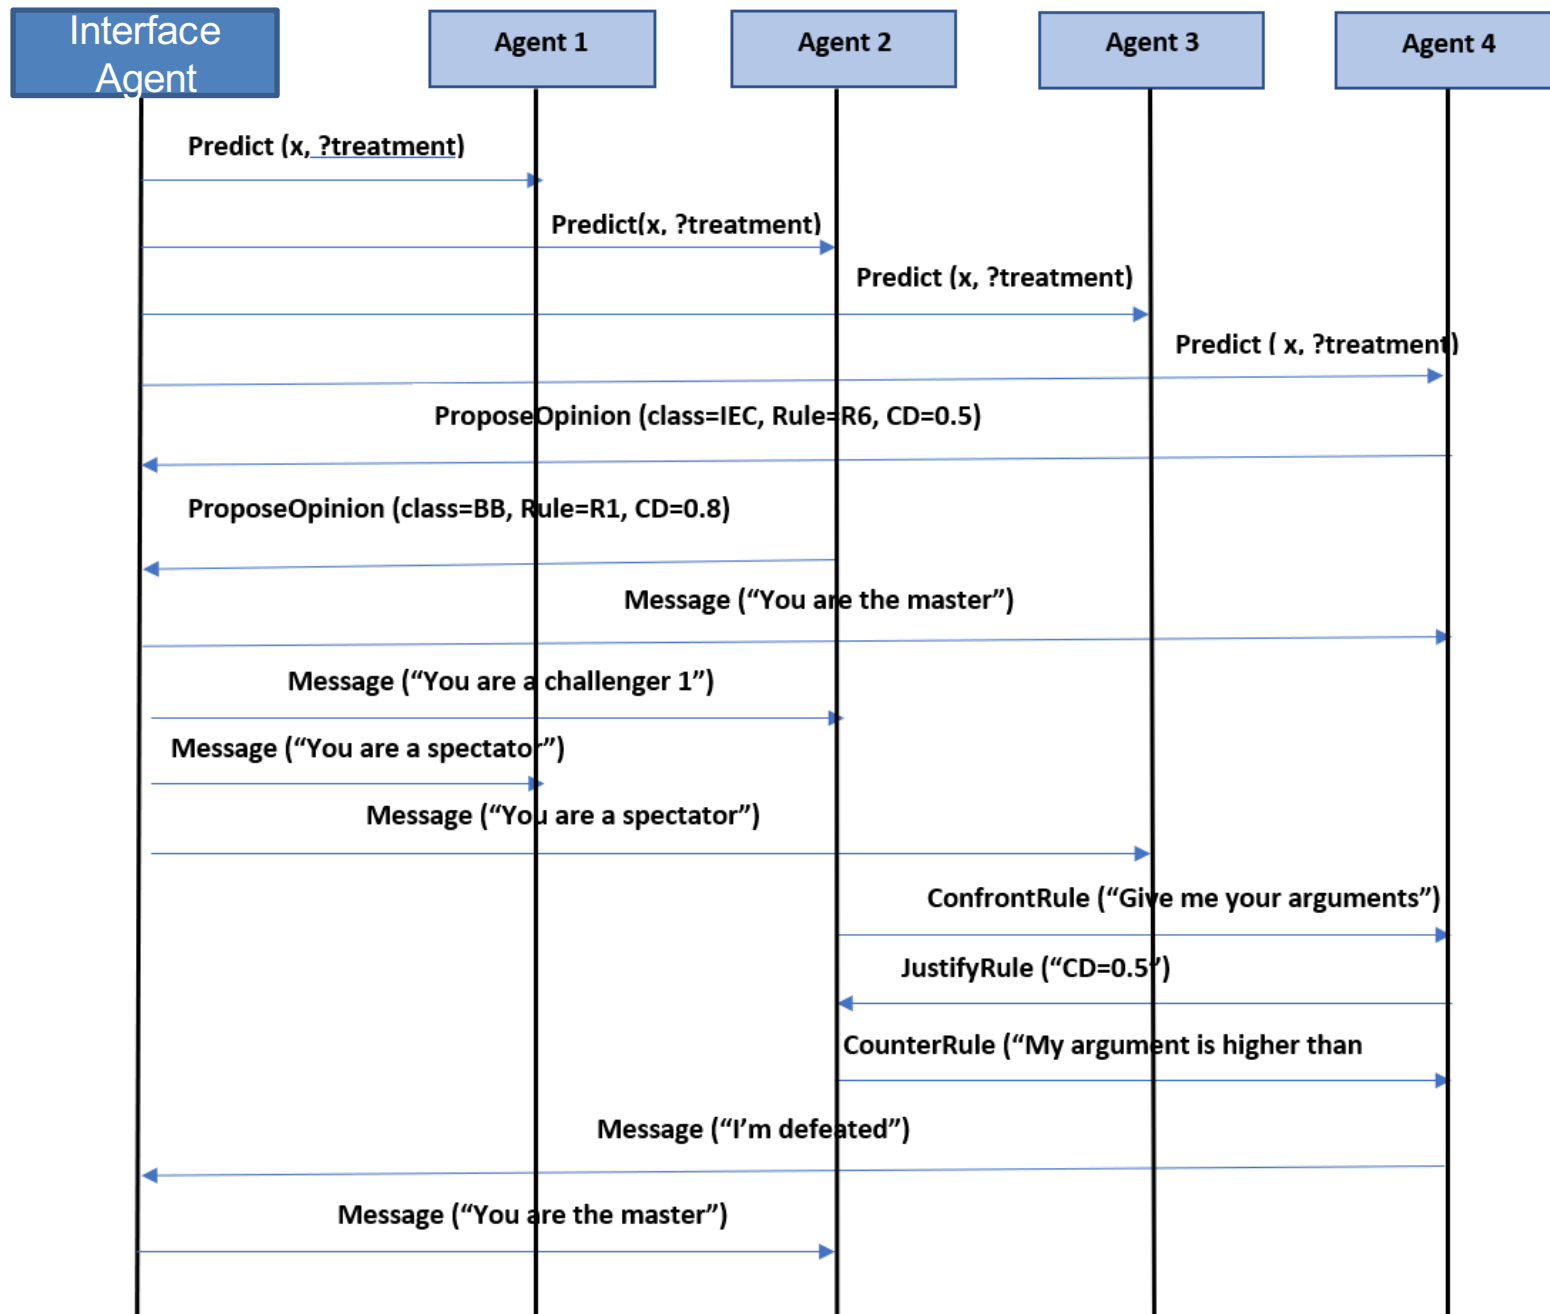 Interface
Agent
Agent 1
Agent 2
Agent 3
Agent 4
Predict (x, ?treatment)
Predict(x, ?treatment)
Predict (x, ?treatment)
Predict ( x, ?treatment)
ProposeOpinion (class=IEC, Rule=R6, CD=0.5)
ProposeOpinion (class=BB, Rule=R1, CD=0.8)
Message (“You are the master”)
Message (“You are a challenger 1”)
Message (“You are a spectator”)
Message (“You are a spectator”)
ConfrontRule (“Give me your arguments”)
JustifyRule (“CD=0.5”)
CounterRule (“My argument is higher than
Message (“I’m defeated”)
Message (“You are the master”)